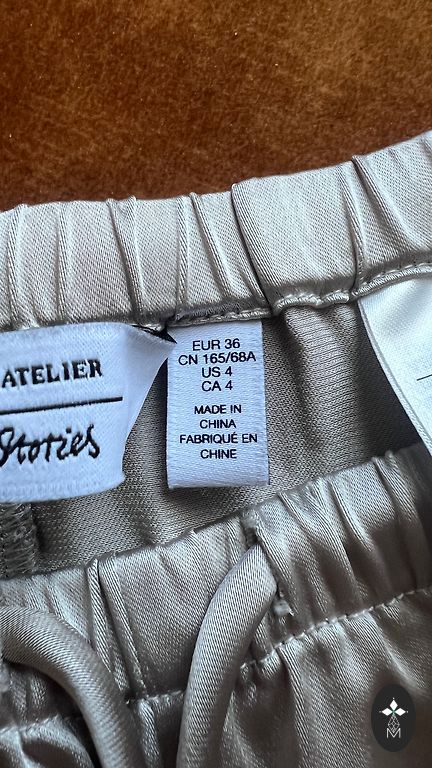 ATELIER
Stories
EUR 36
CN 165/68A
US 4
CA 4
MADE IN
CHINA
FABRIQUÉ EN
CHINE